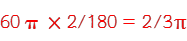 60 π × 2/180 = 2/3π